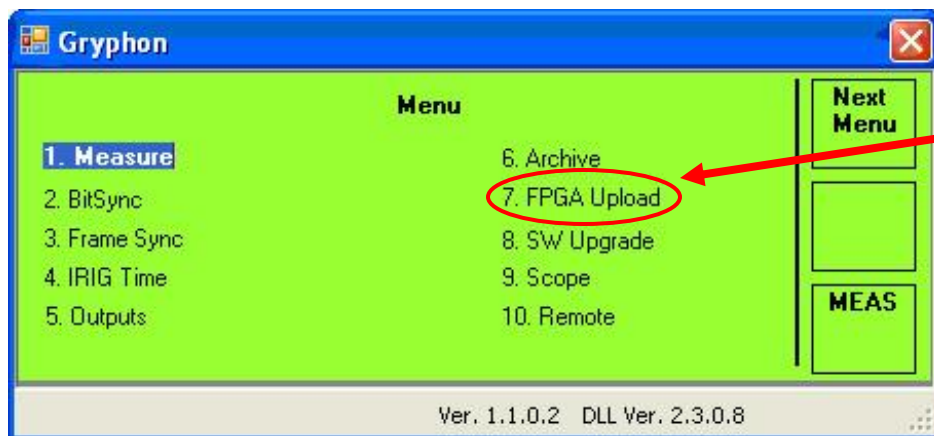 Gryphon
Menu
1. Measure
2. BitSync
3. Frame Sync
4. IRIG Time
5. Outputs
6. Archive
7. FPGA Upload
8. SW Upgrade
9. Scope
10. Remote
Next
Menu
MEAS
Ver. 1.1.0.2 DLL Ver. 2.3.0.8